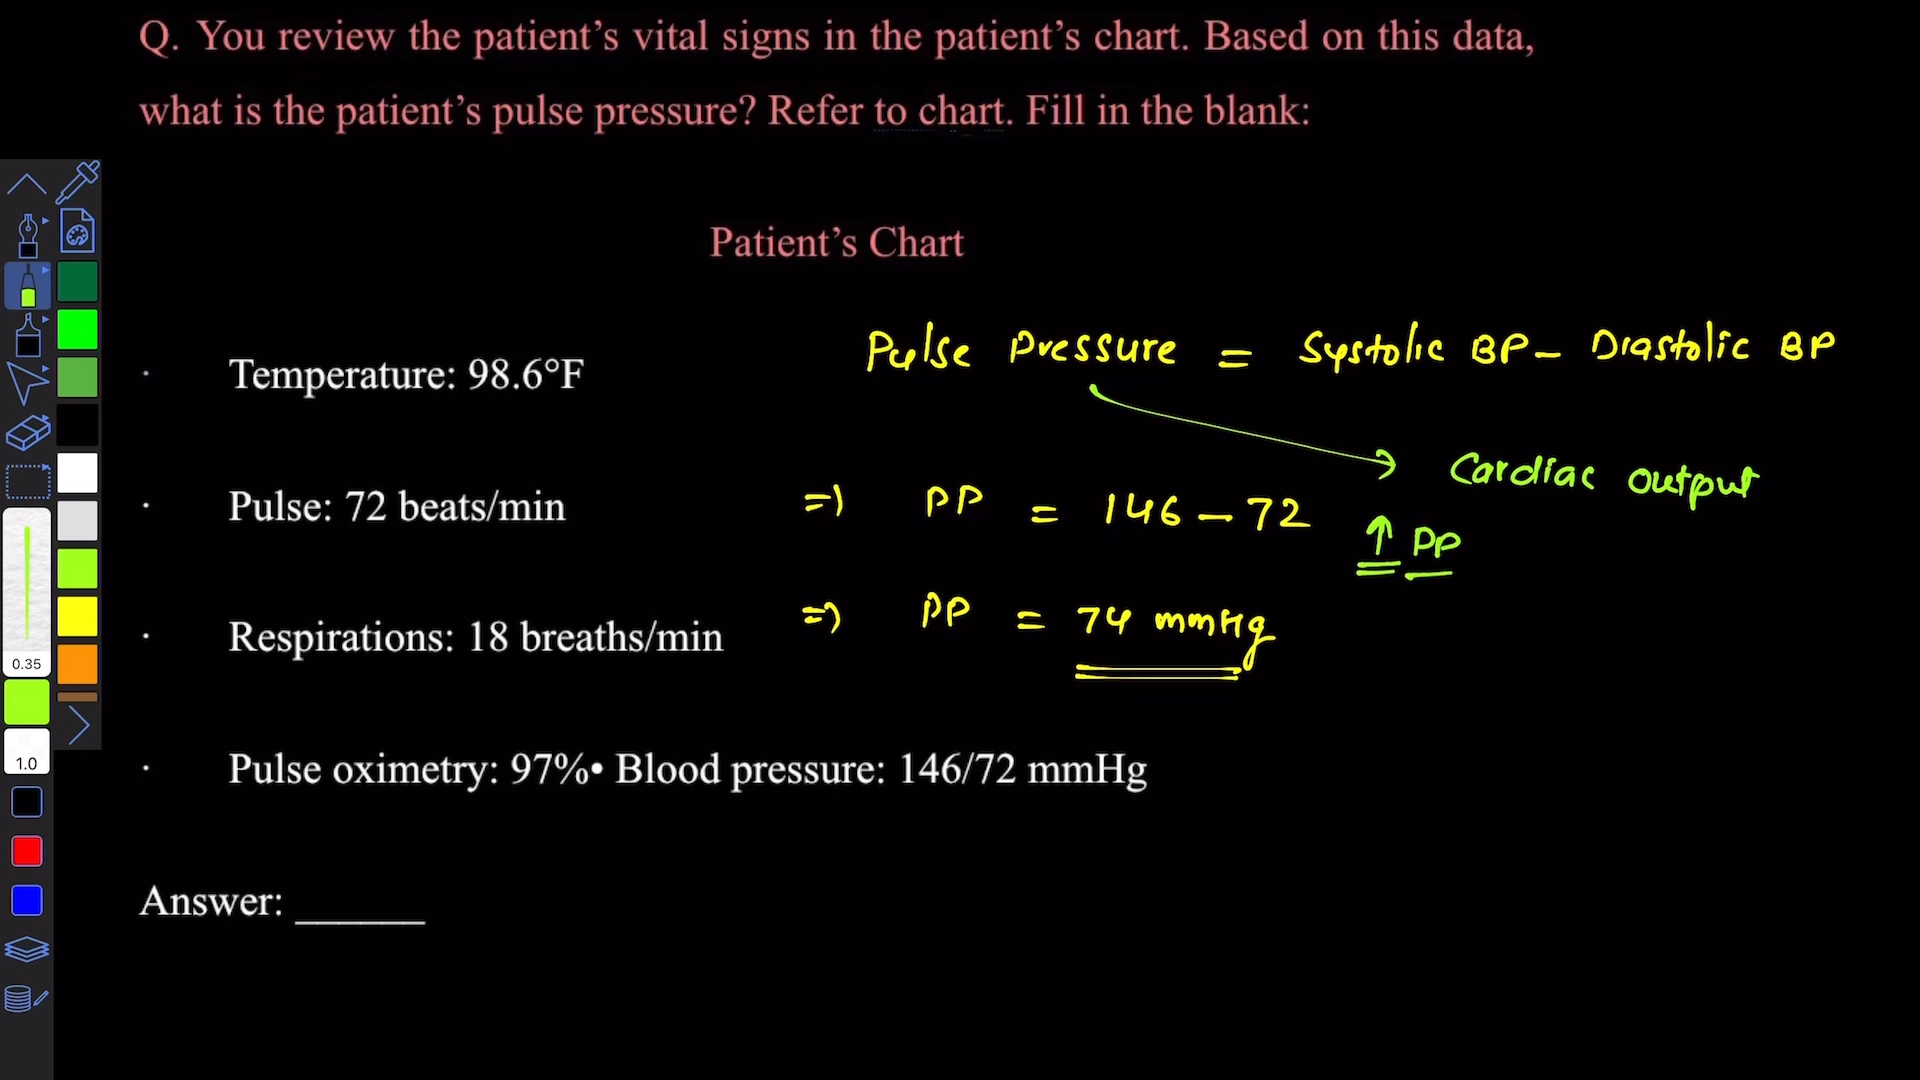 Q. You review the patient’s vital signs in the patient’s chart. Based on this data,
what is the patient’s pulse pressure? Refer to chart. Fill in the blank:
Patient’s Chart
Pulse Pressure = Systolic BP - Diastolic BP
· Temperature: 98.6°F
Cardiac output
· Pulse: 72 beats/min
=) PP = 146 - 72
↑ PP
· Respirations: 18 breaths/min
=) PP = 74 mmHg
· Pulse oximetry: 97%• Blood pressure: 146/72 mmHg
Answer: ______
0.35
1.0